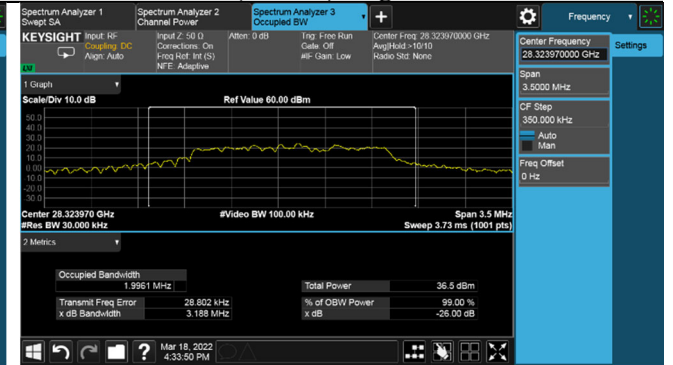 Spectrum Analyzer 1
Swept SA
Spectrum Analyzer 2
Channel Power
Spectrum Analyzer 3
Occupied BW
Frequency
KEYSIGHT
Input: RF
Coupling: DC
Align: Auto
Input Z: 50 Ω
Corrections: On
Freq Ref: Int (S)
NFE: Adaptive
Atten: 0 dB
Trig: Free Run
Gate: Off
#IF Gain: Low
Center Freq: 28.323970000 GHz
Avg|Hold >10/10
Radio Std: None
Center Frequency
28.323970000 GHz
Settings
Span
3.5000 MHz
CF Step
350.000 kHz
Auto
Man
Freq Offset
0 Hz
1 Graph
Scale/Div 10.0 dB
Ref Value 60.00 dBm
50.0
40.0
30.0
20.0
10.0
0.00
-10.0
-20.0
-30.0
Center 28.323970 GHz
#Video BW 100.00 kHz
Span 3.5 MHz
#Res BW 30.000 kHz
Sweep 3.73 ms (1001 pts)
2 Metrics
Occupied Bandwidth
1.9961 MHz
Total Power
36.5 dBm
Transmit Freq Error
28.802 kHz
% of OBW Power
99.00 %
x dB Bandwidth
3.188 MHz
x dB
-26.00 dB
Mar 18, 2022
4:33:50 PM